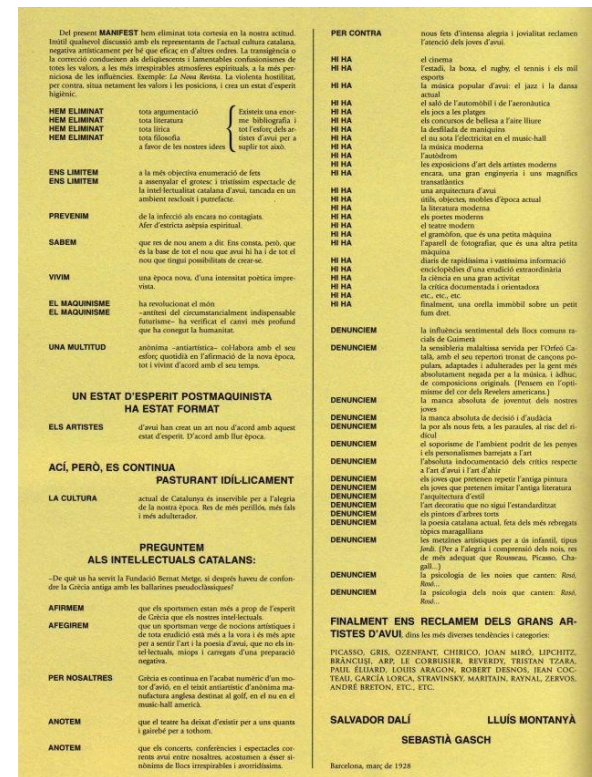 Del present MANIFEST hem eliminat tota cortesia en la nostra actitud.
Inútil qualsevol discussió amb els representants de l'actual cultura catalana,
negativa artísticament per bé que eficaç en d'altres ordres. La transigència o
la correcció condueixen als deliqüescents i lamentables confusionismes de
totes les valors, a les més irrespirables atmosferes espirituals, a la més per-
niciosa de les influències. Exemple: La Nova Revista. La violenta hostilitat,
per contra, situa netament les valors i les posicions, i crea un estat d'esperit
higiènic.
HEM ELIMINAT tota argumentació
HEM ELIMINAT tota literatura
HEM ELIMINAT tota lírica
HEM ELIMINAT tota filosofia
a favor de les nostres idees
Existeix una enor-
me bibliografia i
tot l'esforç dels ar-
tistes d'avui per a
suplir tot això.
ENS LIMITEM a la més objectiva enumeració de fets
ENS LIMITEM a assenyalar el grotesc i tristíssim espectacle de
la intel·lectualitat catalana d'avui, tancada en un
ambient resclosit i putrefacte.
PREVENIM de la infecció als encara no contagiats.
Afer d'estricta asèpsia espiritual.
SABEM que res de nou anem a dir. Ens consta, però, que
és la base de tot el nou que avui hi ha i de tot el
nou que tingui possibilitats de crear-se.
VIVIM una època nova, d'una intensitat poètica impre-
vista.
EL MAQUINISME ha revolucionat el món
EL MAQUINISME –antítesi del circumstancialment indispensable
futurisme– ha verificat el canvi més profund
que ha conegut la humanitat.
UNA MULTITUD anònima –antiartística– col·labora amb el seu
esforç quotidià en l'afirmació de la nova època,
tot i vivint d'acord amb el seu temps.
UN ESTAT D'ESPERIT POSTMAQUINISTA
HA ESTAT FORMAT
ELS ARTISTES d'avui han creat un art nou d'acord amb aquest
estat d'esperit. D'acord amb llur època.
ACÍ, PERÒ, ES CONTINUA
PASTURANT IDÍL·LICAMENT
LA CULTURA actual de Catalunya és inservible per a l'alegria
de la nostra època. Res de més perillós, més fals
i més adulterador.
PREGUNTEM
ALS INTEL·LECTUALS CATALANS:
–De què us ha servit la Fundació Bernat Metge, si després haveu de confon-
dre la Grècia antiga amb les ballarines pseudoclàssiques?
AFIRMEM que els sportsmen estan més a prop de l'esperit
de Grècia que els nostres intel·lectuals.
AFEGIREM que un sportsman verge de nocions artístiques i
de tota erudició està més a la vora i és més apte
per a sentir l'art i la poesia d'avui, que no els in-
tel·lectuals, miops i carregats d'una preparació
negativa.
PER NOSALTRES Grècia es continua en l'acabat numèric d'un mo-
tor d'avió, en el teixit antiartístic d'anònima ma-
nufactura anglesa destinat al golf, en el nu en el
music-hall americà.
ANOTEM que el teatre ha deixat d'existir per a uns quants
i gairebé per a tothom.
ANOTEM que els concerts, conferències i espectacles cor-
rents avui entre nosaltres, acostumen a ésser si-
nònims de llocs irrespirables i avorridíssims.
PER CONTRA nous fets d'intensa alegria i jovialitat reclamen
l'atenció dels joves d'avui.
HI HA el cinema
HI HA l'estadi, la boxa, el rugby, el tennis i els mil
esports
HI HA la música popular d'avui: el jazz i la dansa
actual
HI HA el saló de l'automòbil i de l'aeronàutica
HI HA els jocs a les platges
HI HA els concursos de bellesa a l'aire lliure
HI HA la desfilada de maniquins
HI HA el nu sota l'electricitat en el music-hall
HI HA la música moderna
HI HA l'autòdrom
HI HA les exposicions d'art dels artistes moderns
HI HA encara, una gran enginyeria i uns magnífics
transatlàntics
HI HA una arquitectura d'avui
HI HA útils, objectes, mobles d'època actual
HI HA la literatura moderna
HI HA els poetes moderns
HI HA el teatre modern
HI HA el gramòfon, que és una petita màquina
HI HA l'aparell de fotografiar, que és una altra petita
màquina
HI HA diaris de rapidíssima i vastíssima informació
HI HA enciclopèdies d'una erudició extraordinària
HI HA la ciència en una gran activitat
HI HA la crítica documentada i orientadora
HI HA etc., etc., etc.
HI HA finalment, una orella immòbil sobre un petit
fum dret.
DENUNCIEM la influència sentimental dels llocs comuns ra-
cials de Guimerà
DENUNCIEM la sensibleria malaltissa servida per l'Orfeó Ca-
talà, amb el seu repertori tronat de cançons po-
pulars, adaptades i adulterades per la gent més
absolutament negada per a la música, i àdhuc,
de composicions originals. (Pensem en l'opti-
misme del cor dels Revelers americans.)
DENUNCIEM la manca absoluta de joventut dels nostres
joves
DENUNCIEM la manca absoluta de decisió i d'audàcia
DENUNCIEM la por als nous fets, a les paraules, al risc del ri-
dícul
DENUNCIEM el soporisme de l'ambient podrit de les penyes
i els personalismes barrejats a l'art
DENUNCIEM l'absoluta indocumentació dels crítics respecte
a l'art d'avui i l'art d'ahir
DENUNCIEM els joves que pretenen repetir l'antiga pintura
DENUNCIEM els joves que pretenen imitar l'antiga literatura
DENUNCIEM l'arquitectura d'estil
DENUNCIEM l'art decoratiu que no sigui l'estandarditzat
DENUNCIEM els pintors d'arbres torts
DENUNCIEM la poesia catalana actual, feta dels més rebregats
tòpics maragallians
DENUNCIEM les metzines artístiques per a ús infantil, tipus
Jordi. (Per a l'alegria i comprensió dels nois, res
de més adequat que Rousseau, Picasso, Cha-
gall...)
DENUNCIEM la psicologia de les noies que canten: Rosó,
Rosó...
DENUNCIEM la psicologia dels nois que canten: Rosó,
Rosó...
FINALMENT ENS RECLAMEM DELS GRANS AR-
TISTES D'AVUI, dins les més diverses tendències i categories:
PICASSO, GRIS, OZENFANT, CHIRICO, JOAN MIRÓ, LIPCHITZ,
BRÂNCUŞI, ARP, LE CORBUSIER, REVERDY, TRISTAN TZARA,
PAUL ÉLUARD, LOUIS ARAGON, ROBERT DESNOS, JEAN COC-
TEAU, GARCÍA LORCA, STRAVINSKY, MARITAIN, RAYNAL, ZERVOS,
ANDRÉ BRETON, ETC., ETC.
SALVADOR DALÍ LLUÍS MONTANYÀ
SEBASTIÀ GASCH
Barcelona, març de 1928